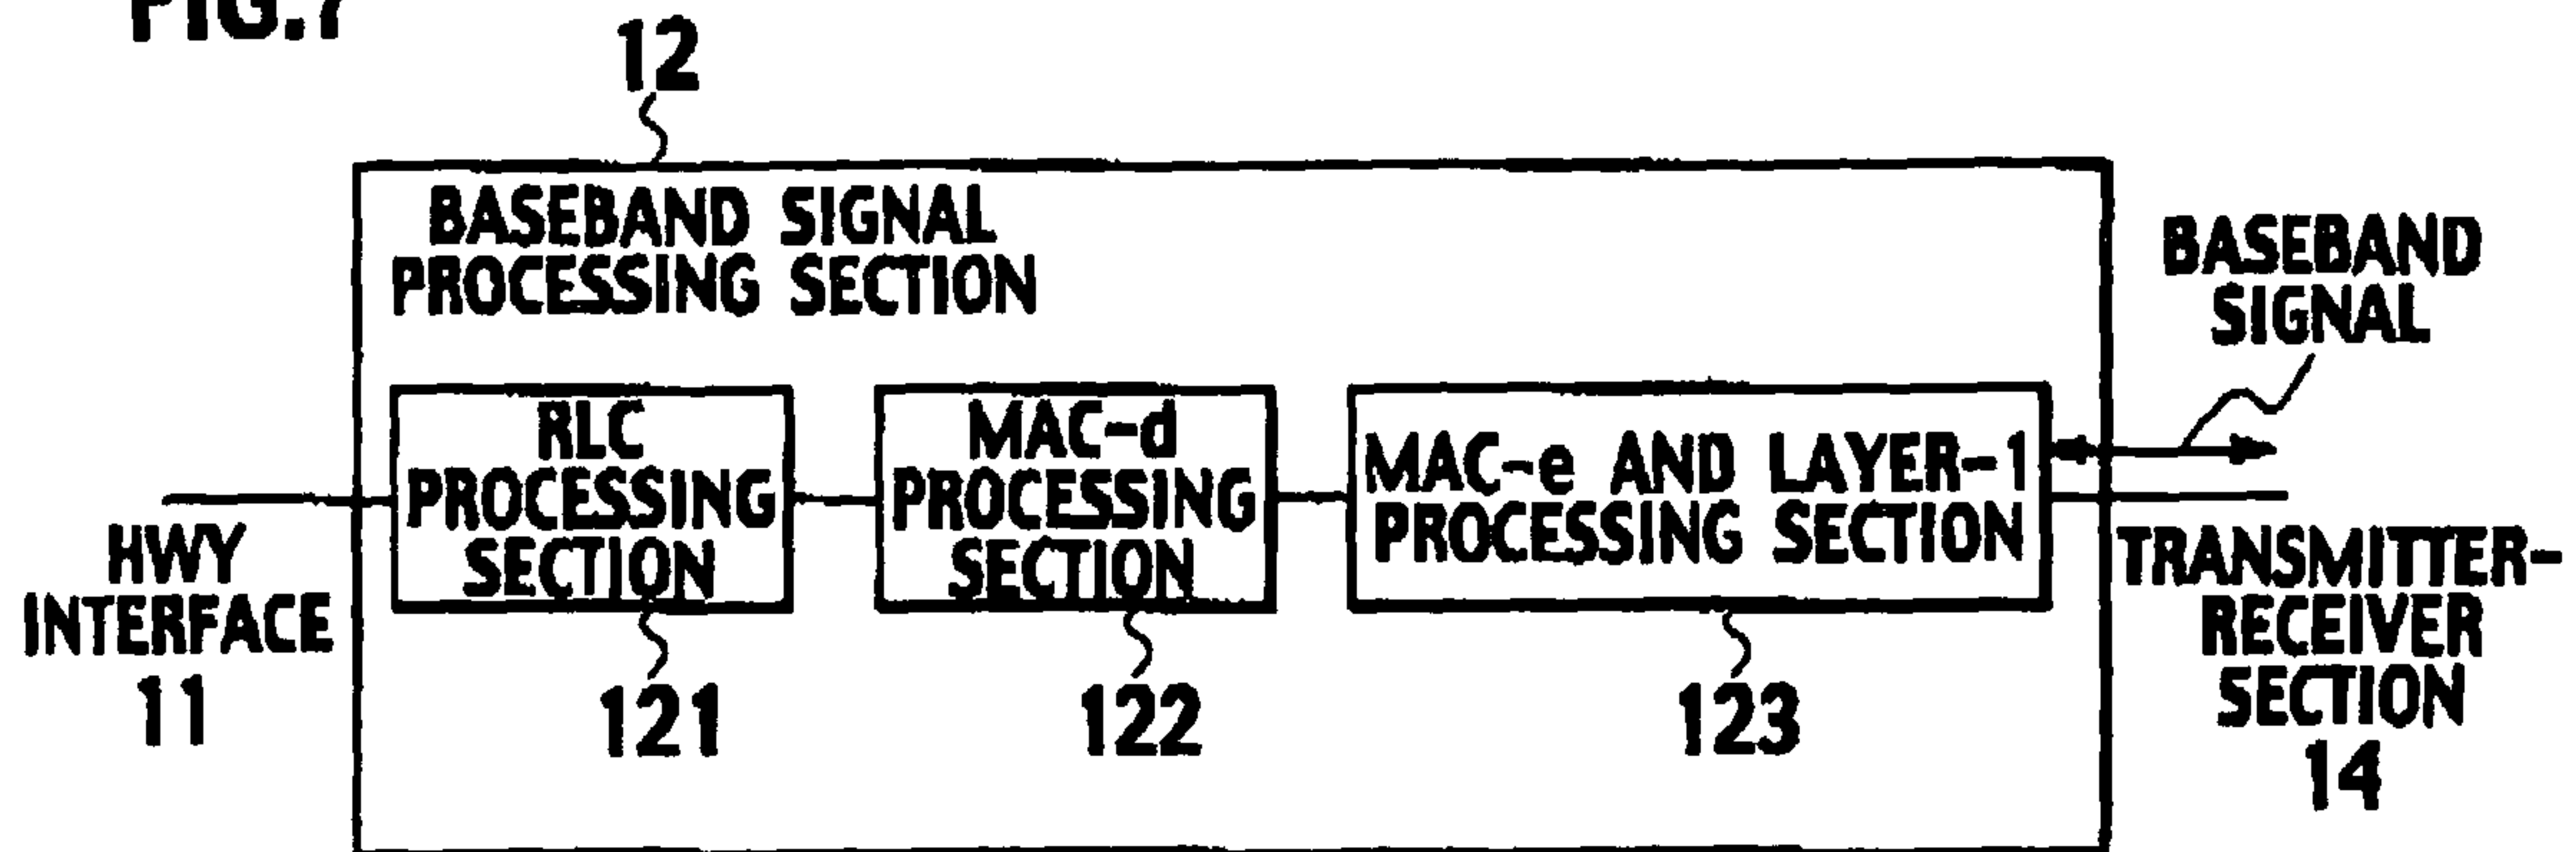 FIG.7
12
BASEBAND SIGNAL
PROCESSING SECTION
BASEBAND
SIGNAL
RLC
PROCESSING
SECTION
MAC-d
PROCESSING
SECTION
MAC-e AND LAYER-1
PROCESSING SECTION
HWY
INTERFACE
11
TRANSMITTER-
RECEIVER
SECTION
14
121
122
123